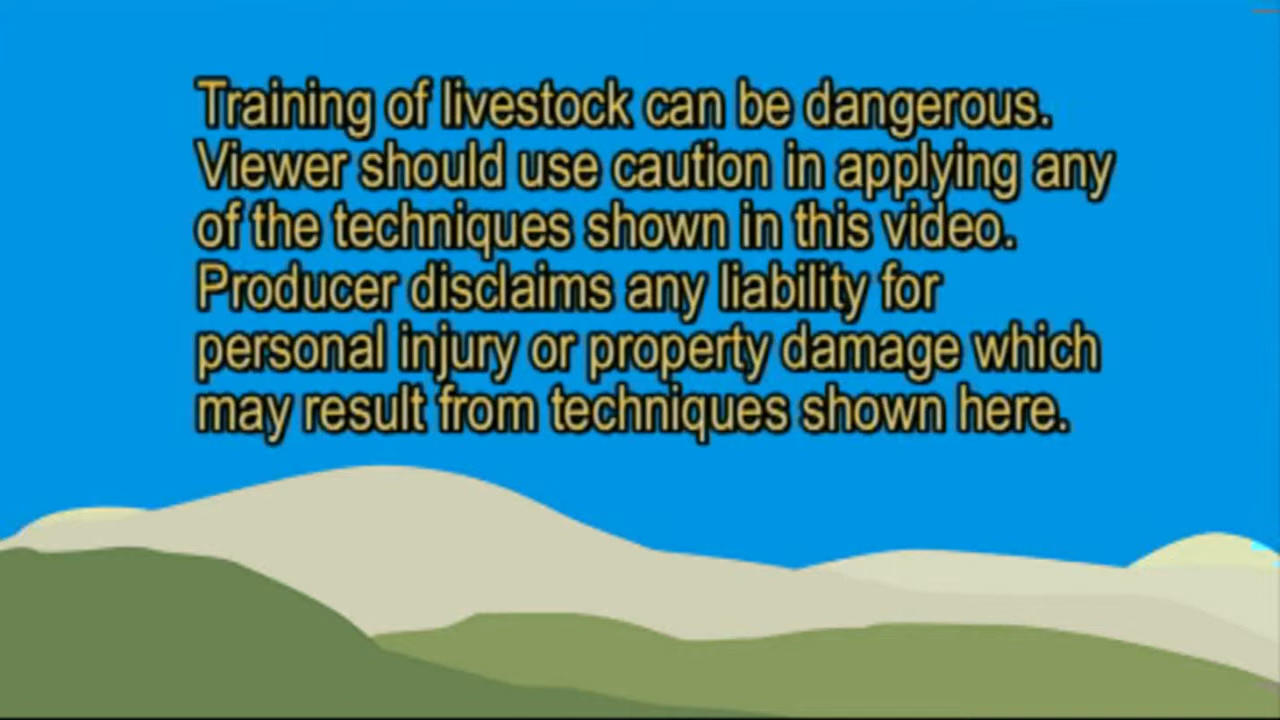 Training of livestock can be dangerous.
Viewer should use caution in applying any
of the techniques shown in this video.
Producer disclaims any liability for
personal injury or property damage which
may result from techniques shown here.